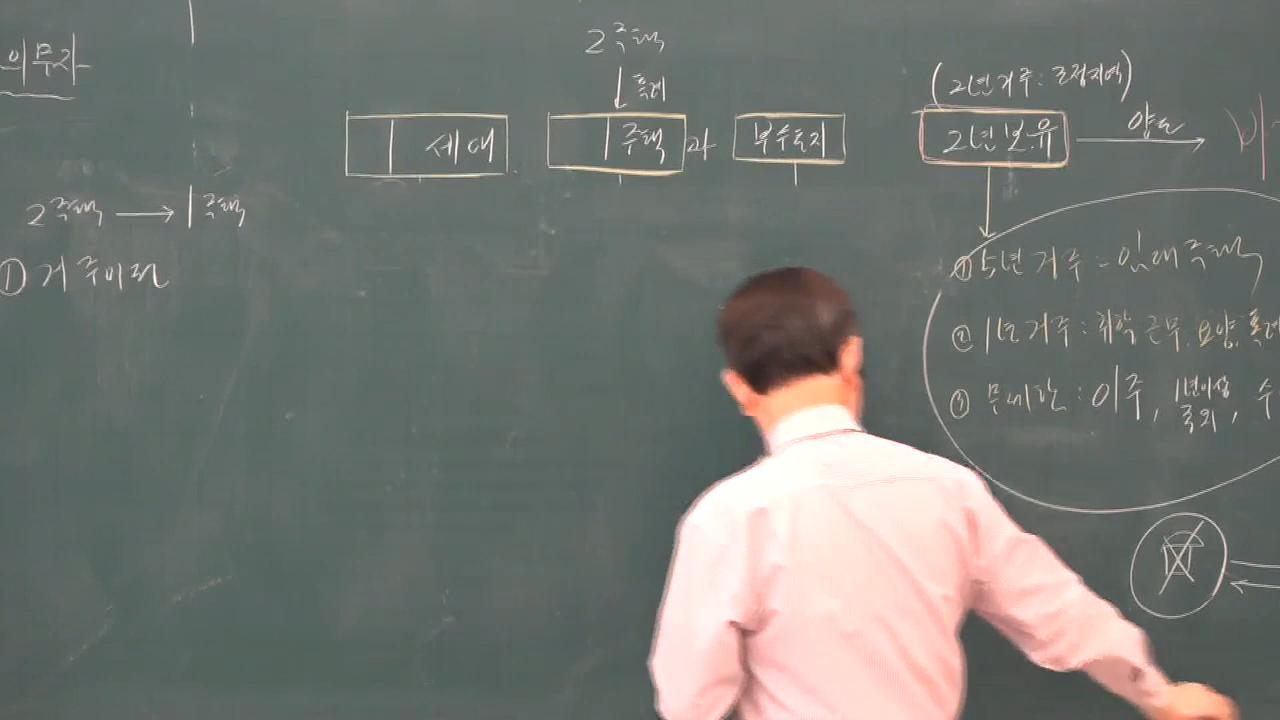 의무자
2주택
↓ 특례
1 세대
1 주택 과 부수토지
(2년거주: 조정지역)
2년 보유 → 양도 비
2주택 → 1주택
① 거주이전
① 5년 거주 - 임대주택
② 1년 거주: 취학, 근무, 요양, 특례
③ 무제한: 이주, 1년이상 국외, 수